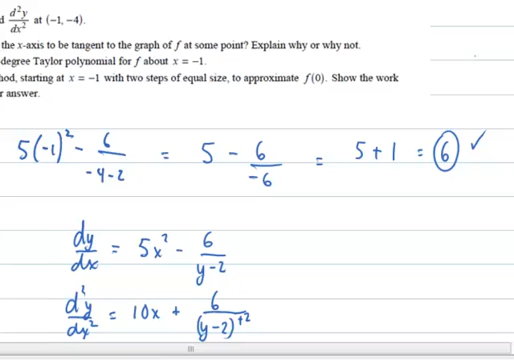 d d²y/dx² at (−1, −4).
the x-axis to be tangent to the graph of f at some point? Explain why or why not.
degree Taylor polynomial for f about x = −1.
hod, starting at x = −1 with two steps of equal size, to approximate f(0). Show the work
r answer.
5(-1)² - 6/(-4-2) = 5 - 6/-6 = 5 + 1 = 6 ✓
dy/dx = 5x² - 6/(y-2)
d²y/dx² = 10x + 6/(y-2)^+2